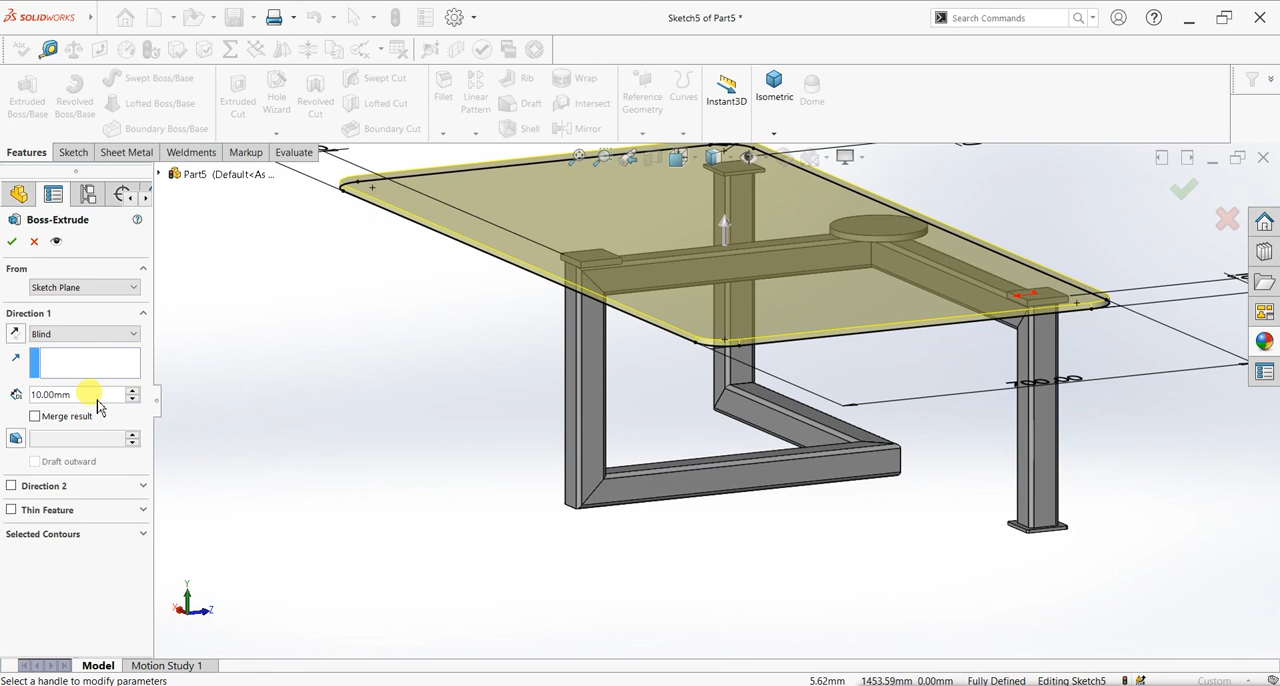 SOLIDWORKS
Sketch5 of Part5 *
Search Commands
Extruded Boss/Base
Revolved Boss/Base
Swept Boss/Base
Lofted Boss/Base
Boundary Boss/Base
Extruded Cut
Hole Wizard
Revolved Cut
Swept Cut
Lofted Cut
Boundary Cut
Fillet
Linear Pattern
Rib
Draft
Shell
Wrap
Intersect
Mirror
Reference Geometry
Curves
Instant3D
Isometric
Dome
Features
Sketch
Sheet Metal
Weldments
Markup
Evaluate
Part5 (Default<As ...
Boss-Extrude
From
Sketch Plane
Direction 1
Blind
10.00mm
Merge result
Draft outward
Direction 2
Thin Feature
Selected Contours
700.00
Y
X
Z
Model
Motion Study 1
Select a handle to modify parameters
5.62mm
1453.59mm
0.00mm
Fully Defined
Editing Sketch5
Custom